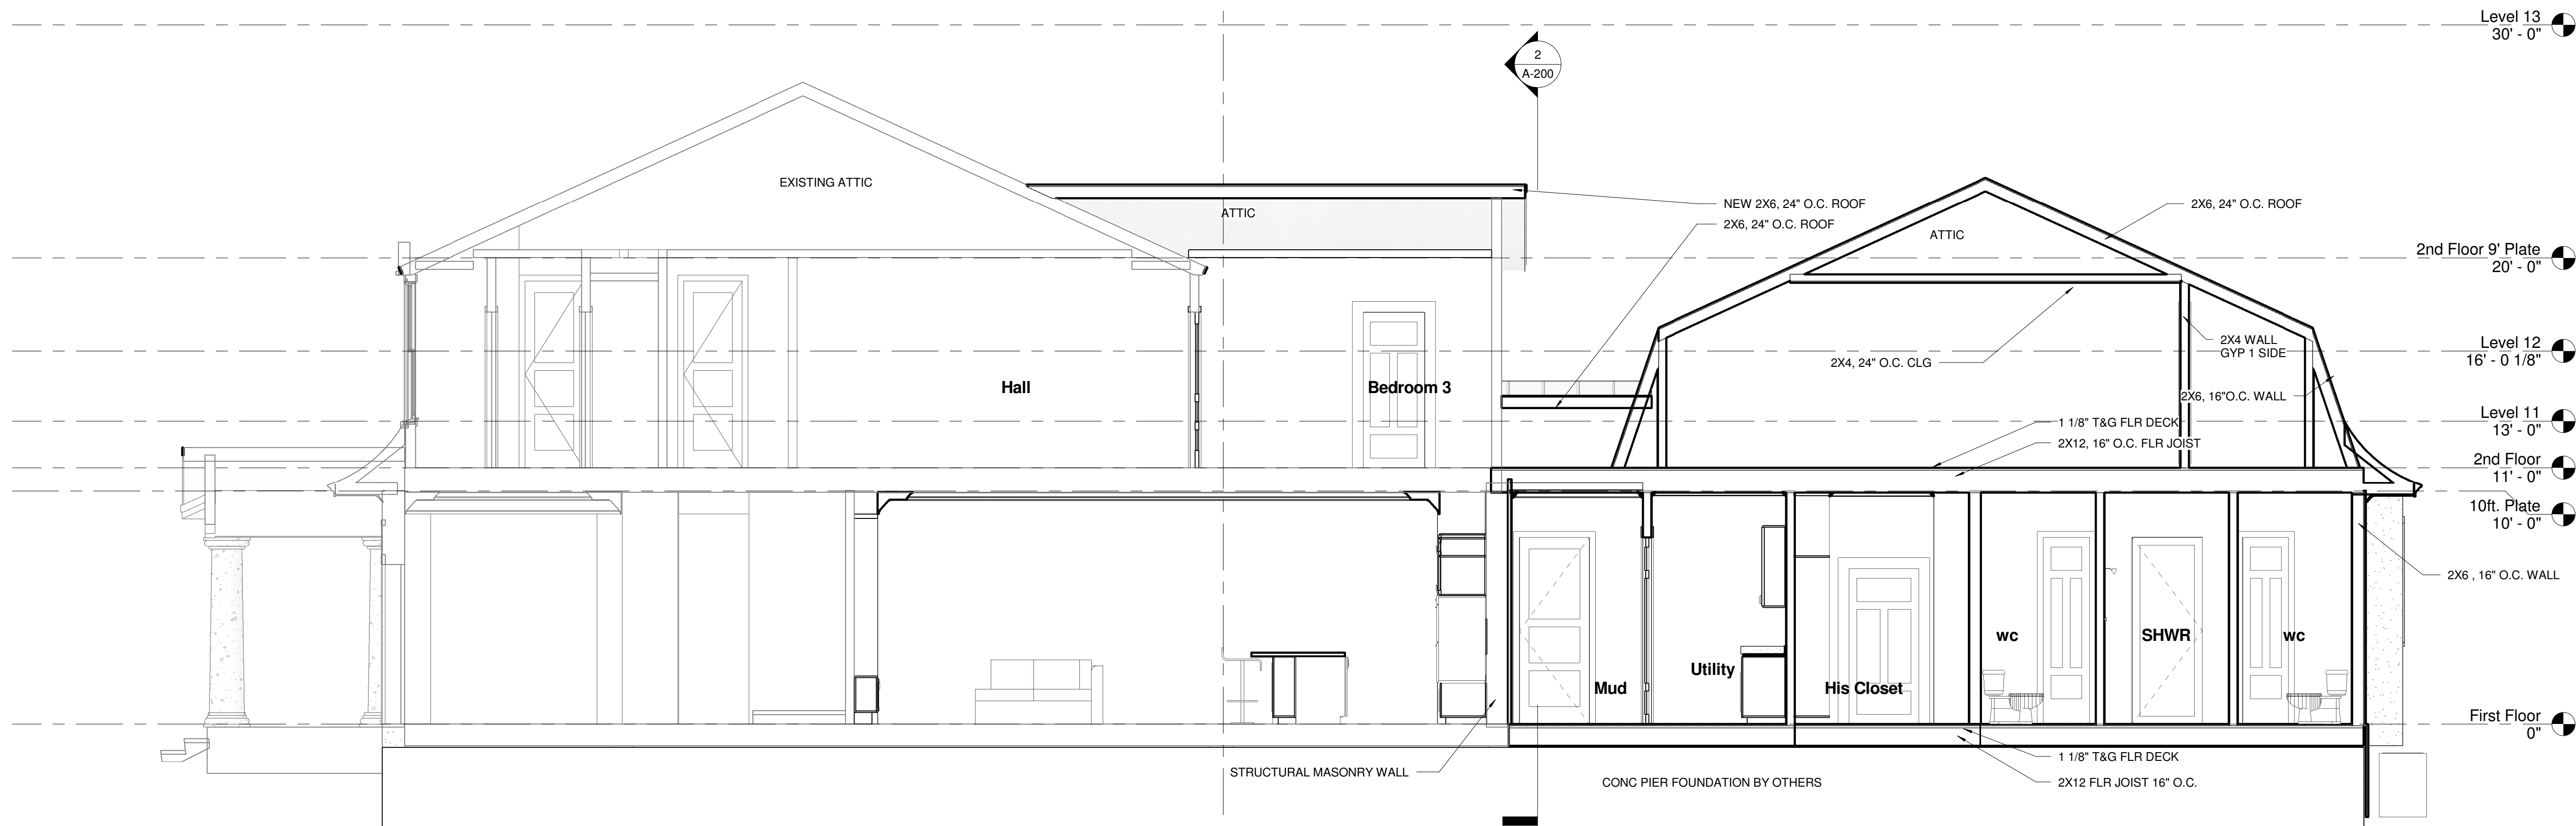 Level 13
30' - 0"
2
A-200
EXISTING ATTIC
ATTIC
NEW 2X6, 24" O.C. ROOF
2X6, 24" O.C. ROOF
2X6, 24" O.C. ROOF
ATTIC
2nd Floor 9' Plate
20' - 0"
2X4 WALL
GYP 1 SIDE
Level 12
16' - 0 1/8"
2X4, 24" O.C. CLG
Hall
Bedroom 3
2X6, 16"O.C. WALL
Level 11
13' - 0"
1 1/8" T&G FLR DECK
2X12, 16" O.C. FLR JOIST
2nd Floor
11' - 0"
10ft. Plate
10' - 0"
2X6 , 16" O.C. WALL
wc
SHWR
wc
Utility
Mud
His Closet
First Floor
0"
1 1/8" T&G FLR DECK
STRUCTURAL MASONRY WALL
CONC PIER FOUNDATION BY OTHERS
2X12 FLR JOIST 16" O.C.